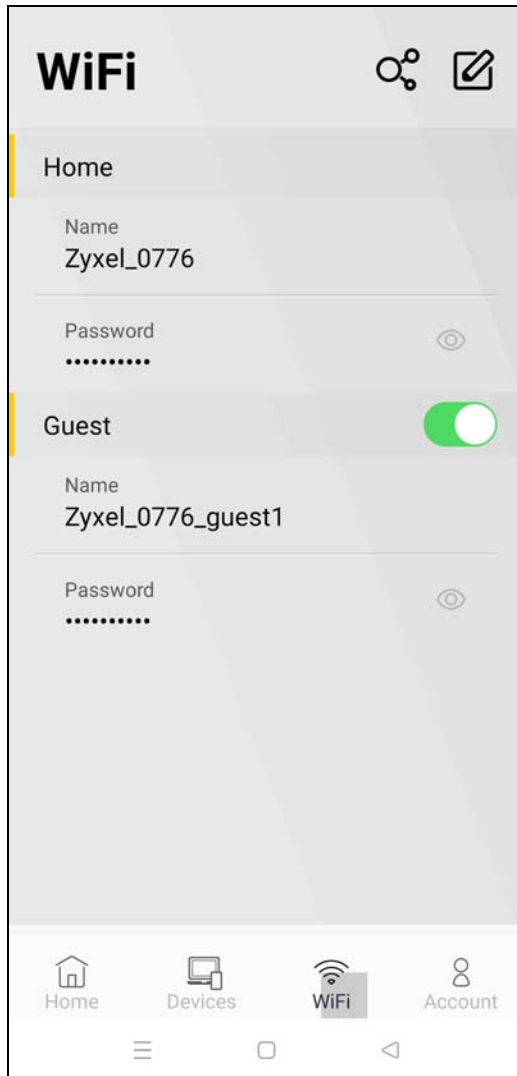 WiFi
Home
Name
Zyxel_0776
Password
••••••••••
Guest
Name
Zyxel_0776_guest1
Password
••••••••••
Home
Devices
WiFi
Account